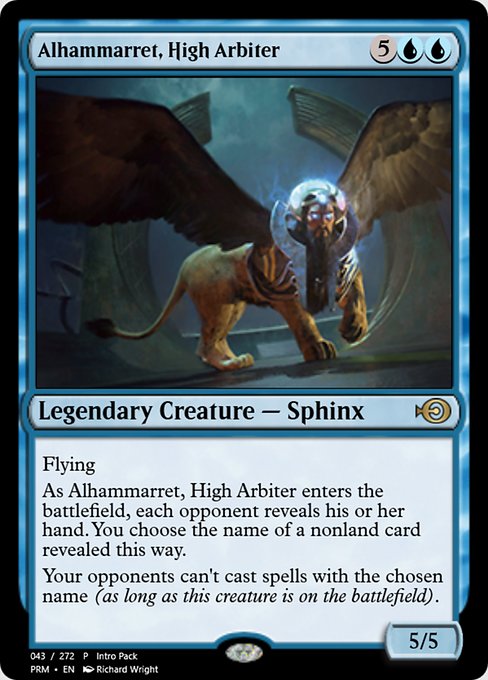 Alhammarret, High Arbiter 5
Legendary Creature — Sphinx
Flying
As Alhammarret, High Arbiter enters the
battlefield, each opponent reveals his or her
hand. You choose the name of a nonland card
revealed this way.
Your opponents can't cast spells with the chosen
name (as long as this creature is on the battlefield).
5/5
043 / 272 P Intro Pack
PRM • EN Richard Wright